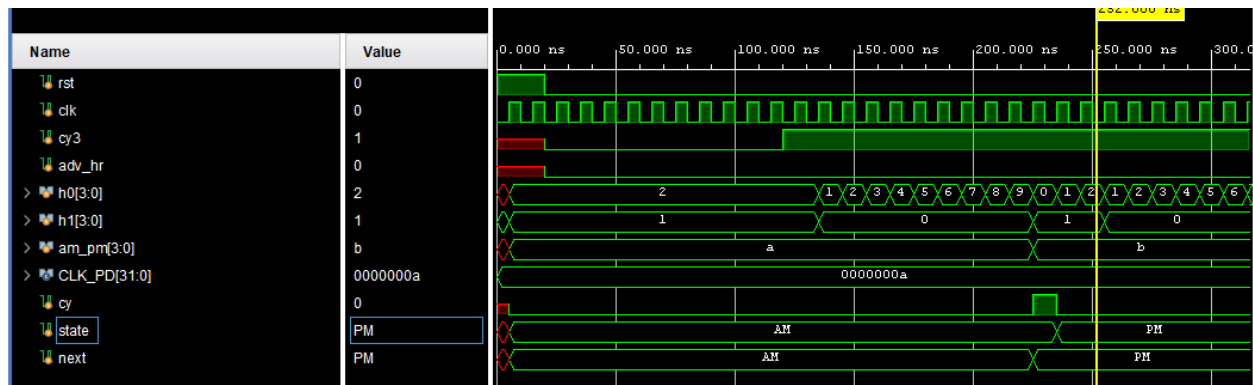 292.000 ns
Name Value 0.000 ns 50.000 ns 100.000 ns 150.000 ns 200.000 ns 250.000 ns 300.0
rst 0
clk 0
cy3 1
adv_hr 0
h0[3:0] 2 2 1 2 3 4 5 6 7 8 9 0 1 2 1 2 3 4 5 6
h1[3:0] 1 1 0 1 0
am_pm[3:0] b a b
CLK_PD[31:0] 0000000a 0000000a
cy 0
state PM AM PM
next PM AM PM